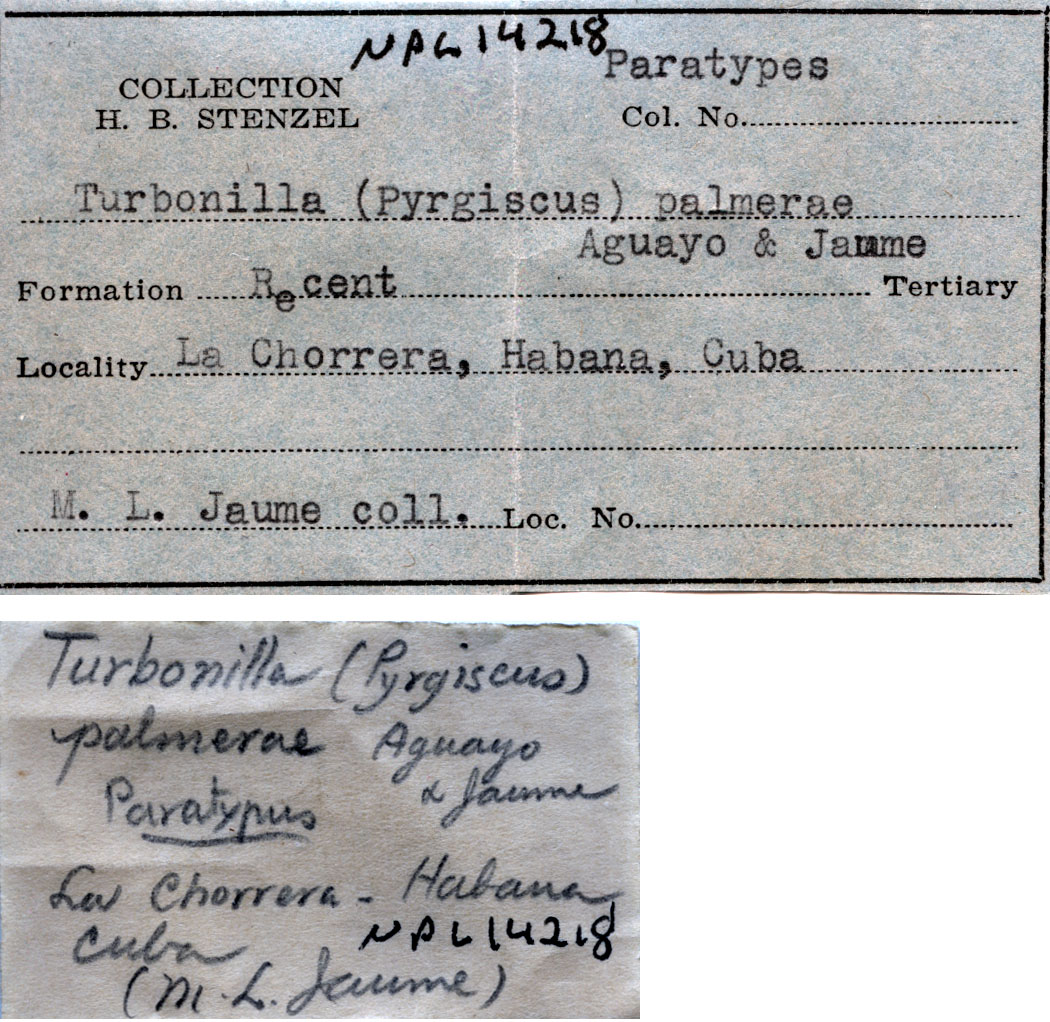 NPL14218
Paratypes
COLLECTION
H. B. STENZEL
Col. No.
Turbonilla (Pyrgiscus) palmerae
Aguayo & Jaume
Formation Recent Tertiary
Locality La Chorrera, Habana, Cuba
M. L. Jaume coll. Loc. No.
Turbonilla (Pyrgiscus)
palmerae Aguayo
& Jaume
Paratypus
La Chorrera - Habana
Cuba
NPL14218
(M. L. Jaume)